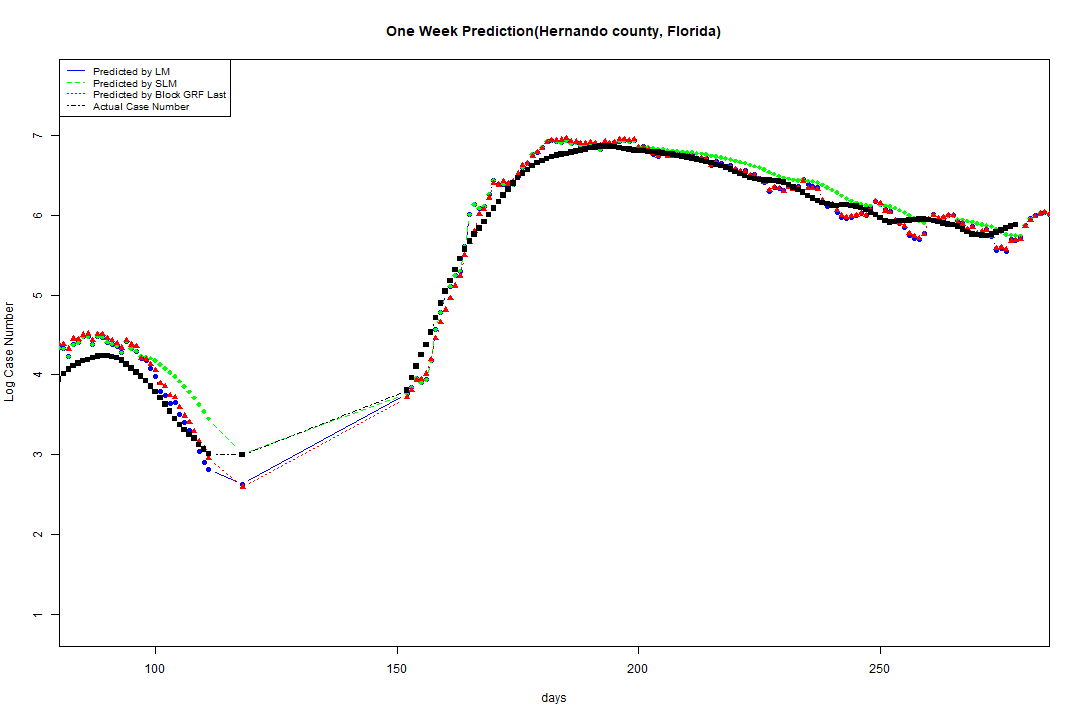 One Week Prediction(Hernando county, Florida)
Predicted by LM
Predicted by SLM
Predicted by Block GRF Last
Actual Case Number
7
6
5
4
3
2
1
Log Case Number
100 150 200 250
days